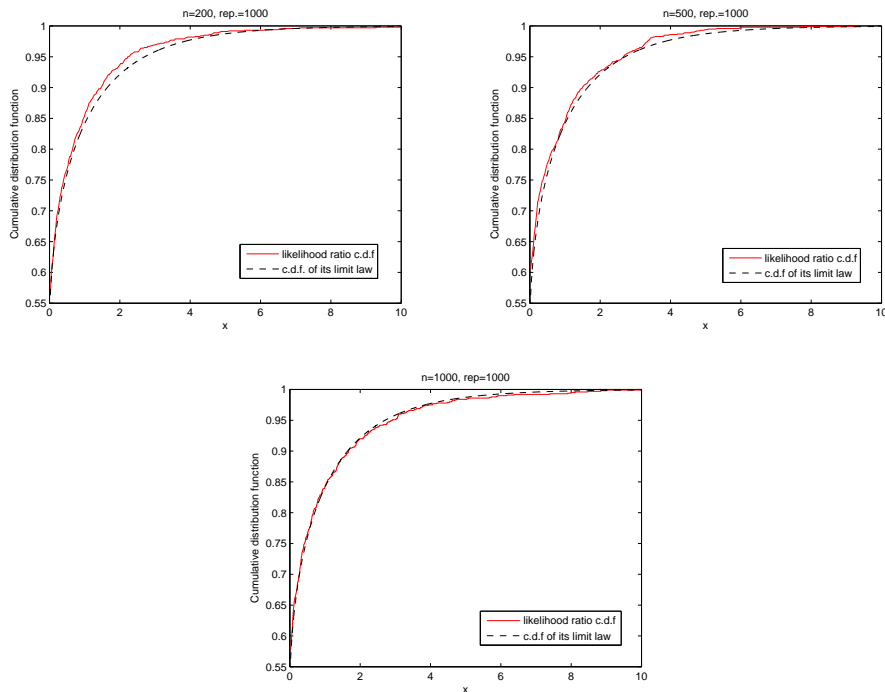 n=200, rep.=1000
Cumulative distribution function
1
0.95
0.9
0.85
0.8
0.75
0.7
0.65
0.6
0.55
likelihood ratio c.d.f
c.d.f. of its limit law
0 2 4 6 8 10
x
n=500, rep.=1000
Cumulative distribution function
1
0.95
0.9
0.85
0.8
0.75
0.7
0.65
0.6
0.55
likelihood ratio c.d.f
c.d.f of its limit law
0 2 4 6 8 10
x
n=1000, rep=1000
Cumulative distribution function
1
0.95
0.9
0.85
0.8
0.75
0.7
0.65
0.6
0.55
likelihood ratio c.d.f
c.d.f of its limit law
0 2 4 6 8 10
x